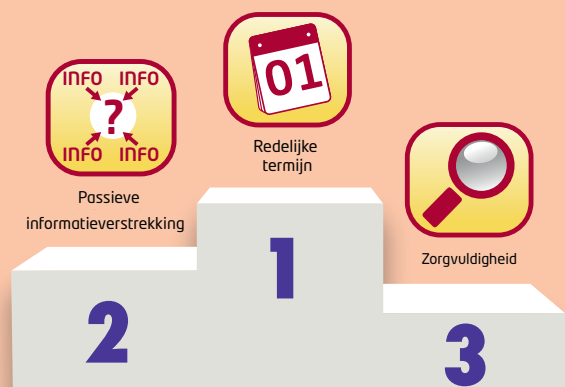 INFO INFO
?
INFO INFO
Passieve
informatieverstrekking
01
Redelijke
termijn
Zorgvuldigheid
2
1
3